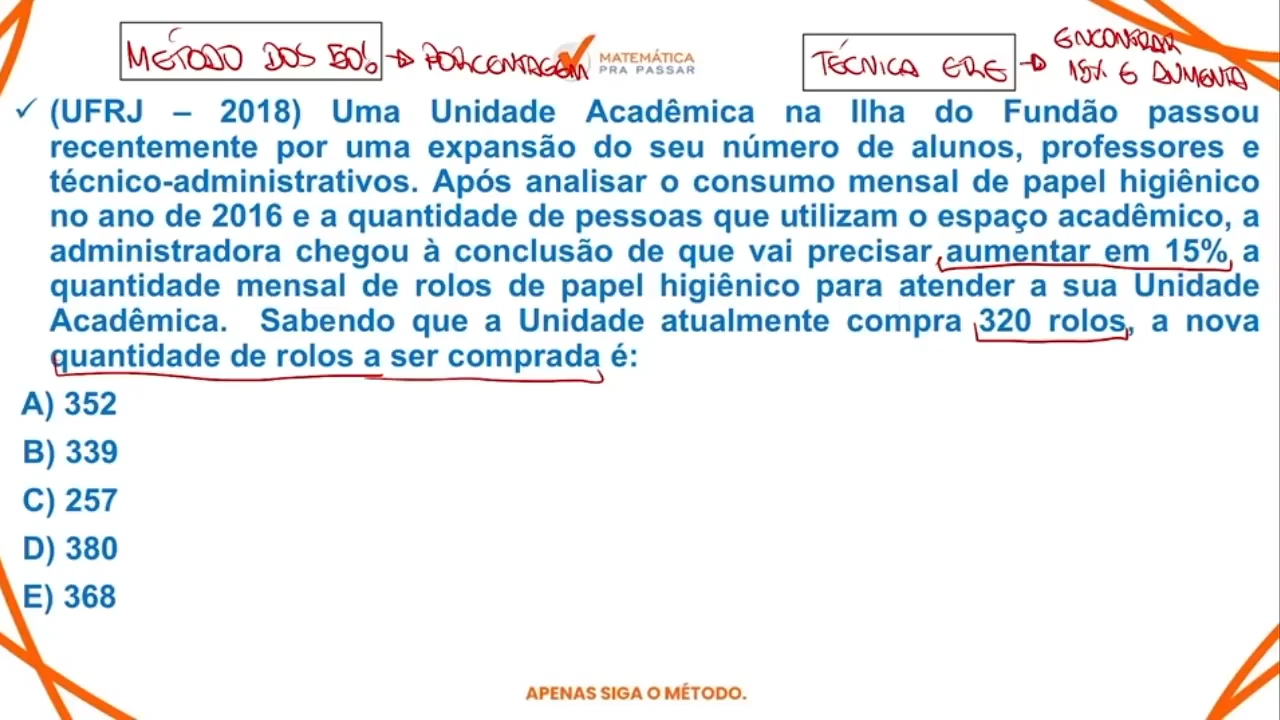 MÉTODO DOS 50% → PORCENTAGEM
MATEMÁTICA
PRA PASSAR
TÉCNICA ERE → ENCONTRAR
15% E AUMENTA
✓ (UFRJ – 2018) Uma Unidade Acadêmica na Ilha do Fundão passou
recentemente por uma expansão do seu número de alunos, professores e
técnico-administrativos. Após analisar o consumo mensal de papel higiênico
no ano de 2016 e a quantidade de pessoas que utilizam o espaço acadêmico, a
administradora chegou à conclusão de que vai precisar aumentar em 15% a
quantidade mensal de rolos de papel higiênico para atender a sua Unidade
Acadêmica. Sabendo que a Unidade atualmente compra 320 rolos, a nova
quantidade de rolos a ser comprada é:
A) 352
B) 339
C) 257
D) 380
E) 368
APENAS SIGA O MÉTODO.